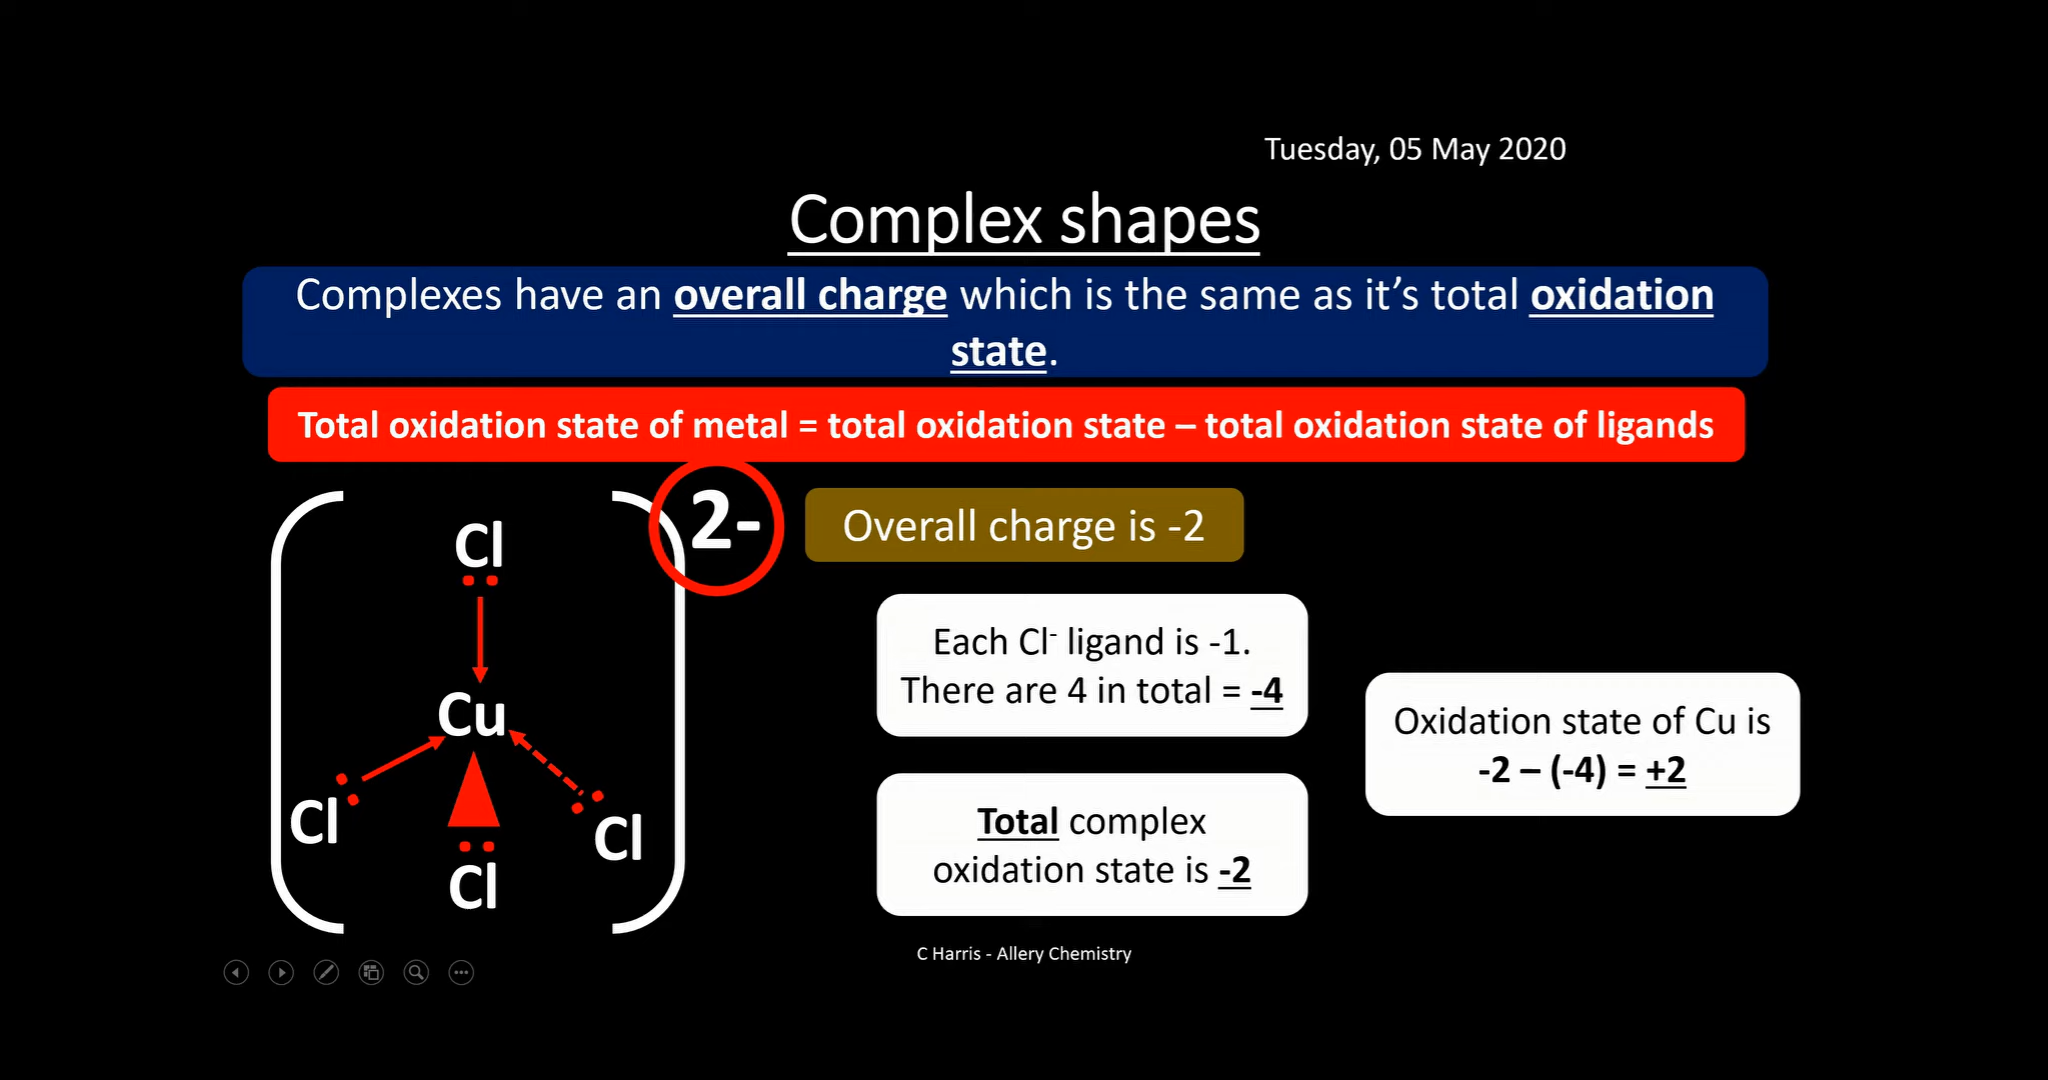 Tuesday, 05 May 2020
Complex shapes
Complexes have an overall charge which is the same as it’s total oxidation
state.
Total oxidation state of metal = total oxidation state – total oxidation state of ligands
2-
Overall charge is -2
Cl
Cu
Cl
Cl
Cl
Each Cl⁻ ligand is -1.
There are 4 in total = -4
Total complex
oxidation state is -2
Oxidation state of Cu is
-2 – (-4) = +2
C Harris - Allery Chemistry